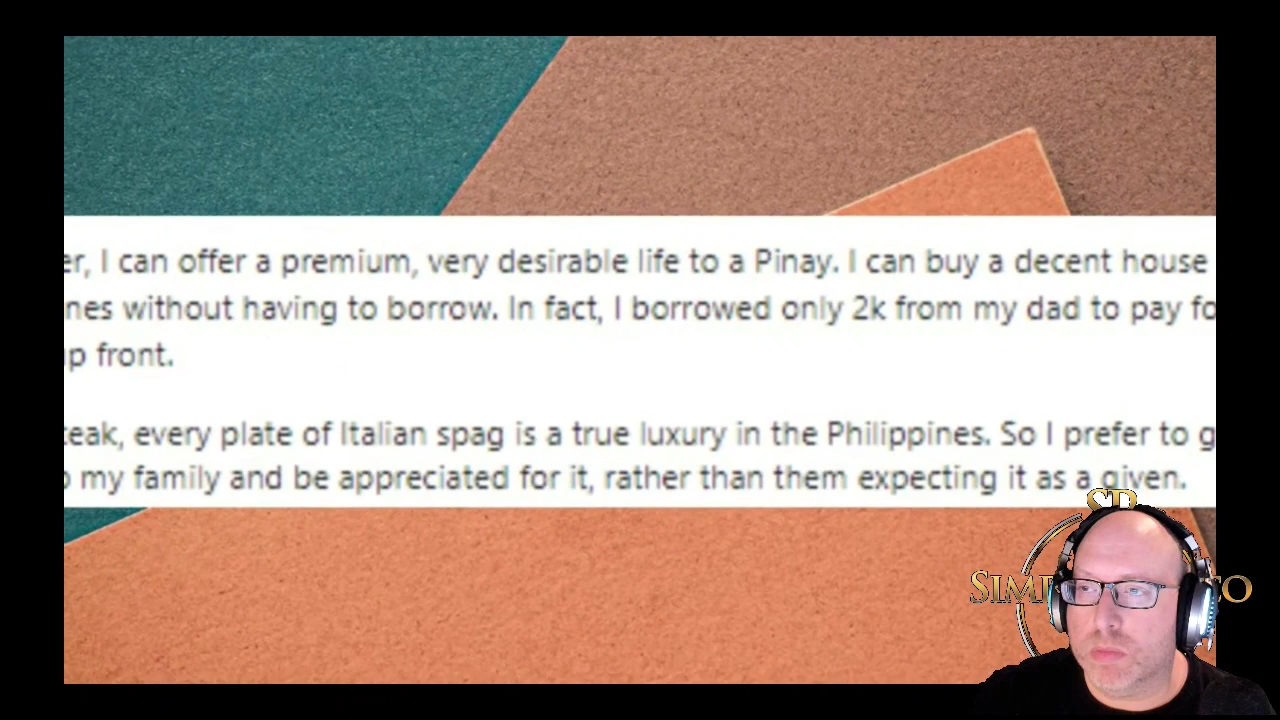 er, I can offer a premium, very desirable life to a Pinay. I can buy a decent house
nes without having to borrow. In fact, I borrowed only 2k from my dad to pay fo
up front.
teak, every plate of Italian spag is a true luxury in the Philippines. So I prefer to g
o my family and be appreciated for it, rather than them expecting it as a given.
SP